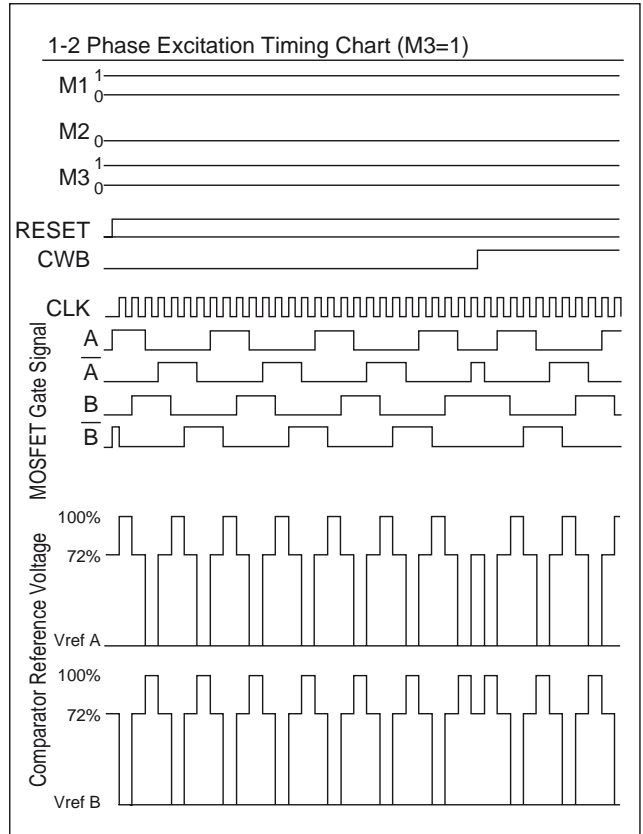 1-2 Phase Excitation Timing Chart (M3=1)
M1 1
0
M2 0
M3 1
0
RESET
CWB
CLK
MOSFET Gate Signal
A
A
B
B
Comparator Reference Voltage
100%
72%
Vref A
100%
72%
Vref B